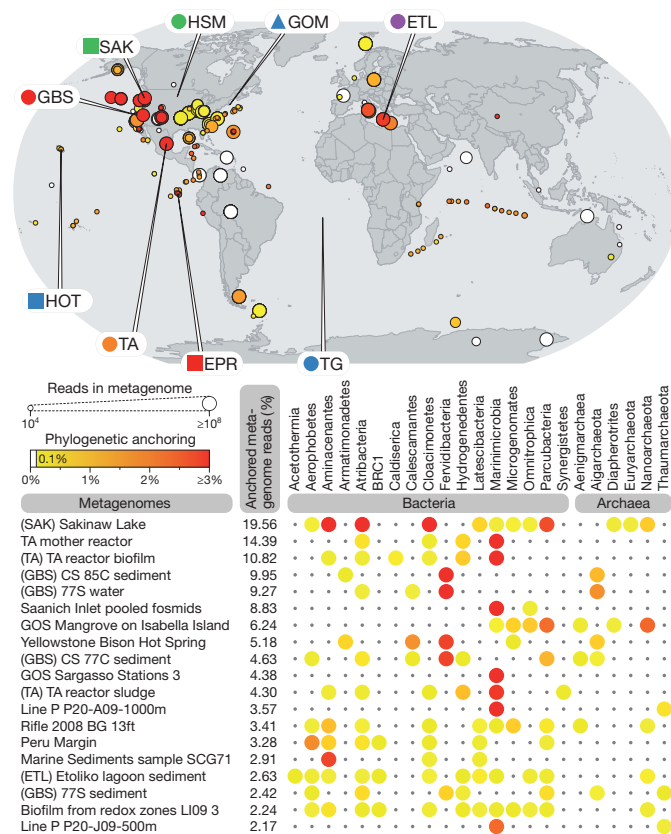 HSM
GOM
ETL
SAK
GBS
HOT
TA
EPR
TG
Reads in metagenome
10⁴
≥10⁸
Phylogenetic anchoring
0.1%
1%
2%
≥3%
Metagenomes
Anchored meta-
genome reads (%)
Acetothermia
Aerophobetes
Aminacenantes
Armatimonadetes
Atribacteria
BRC1
Caldiserica
Calescamantes
Cloacimonetes
Fervidibacteria
Hydrogenedentes
Latescibacteria
Marinimicrobia
Microgenomates
Omnitrophica
Parcubacteria
Synergistetes
Aenigmarchaea
Aigarchaeota
Diapherotrites
Euryarchaeota
Nanoarchaeota
Thaumarchaeota
Bacteria
Archaea
(SAK) Sakinaw Lake 19.56
TA mother reactor 14.39
(TA) TA reactor biofilm 10.82
(GBS) CS 85C sediment 9.95
(GBS) 77S water 9.27
Saanich Inlet pooled fosmids 8.83
GOS Mangrove on Isabella Island 6.24
Yellowstone Bison Hot Spring 5.18
(GBS) CS 77C sediment 4.63
GOS Sargasso Stations 3 4.38
(TA) TA reactor sludge 4.30
Line P P20-A09-1000m 3.57
Rifle 2008 BG 13ft 3.41
Peru Margin 3.28
Marine Sediments sample SCG71 2.91
(ETL) Etoliko lagoon sediment 2.63
(GBS) 77S sediment 2.42
Biofilm from redox zones LI09 3 2.24
Line P P20-J09-500m 2.17